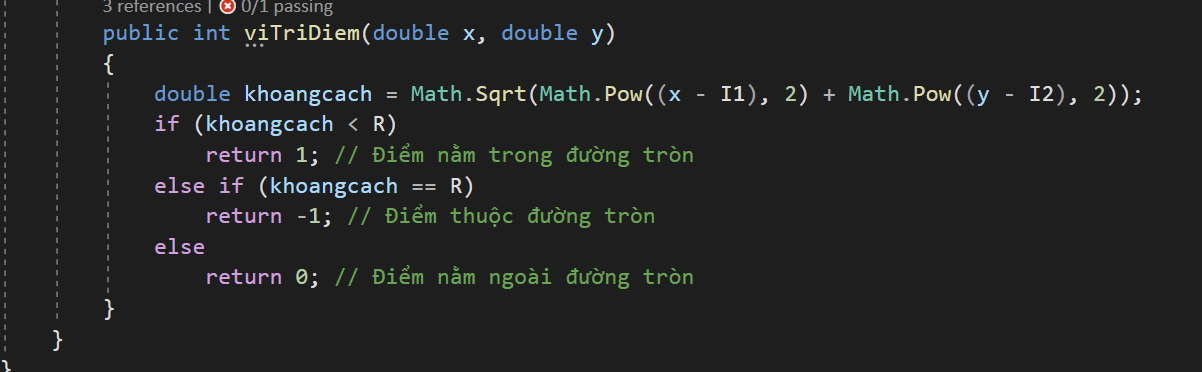 3 references | 0/1 passing
public int viTriDiem(double x, double y)
{
double khoangcach = Math.Sqrt(Math.Pow((x - I1), 2) + Math.Pow((y - I2), 2));
if (khoangcach < R)
return 1; // Điểm nằm trong đường tròn
else if (khoangcach == R)
return -1; // Điểm thuộc đường tròn
else
return 0; // Điểm nằm ngoài đường tròn
}
}
}